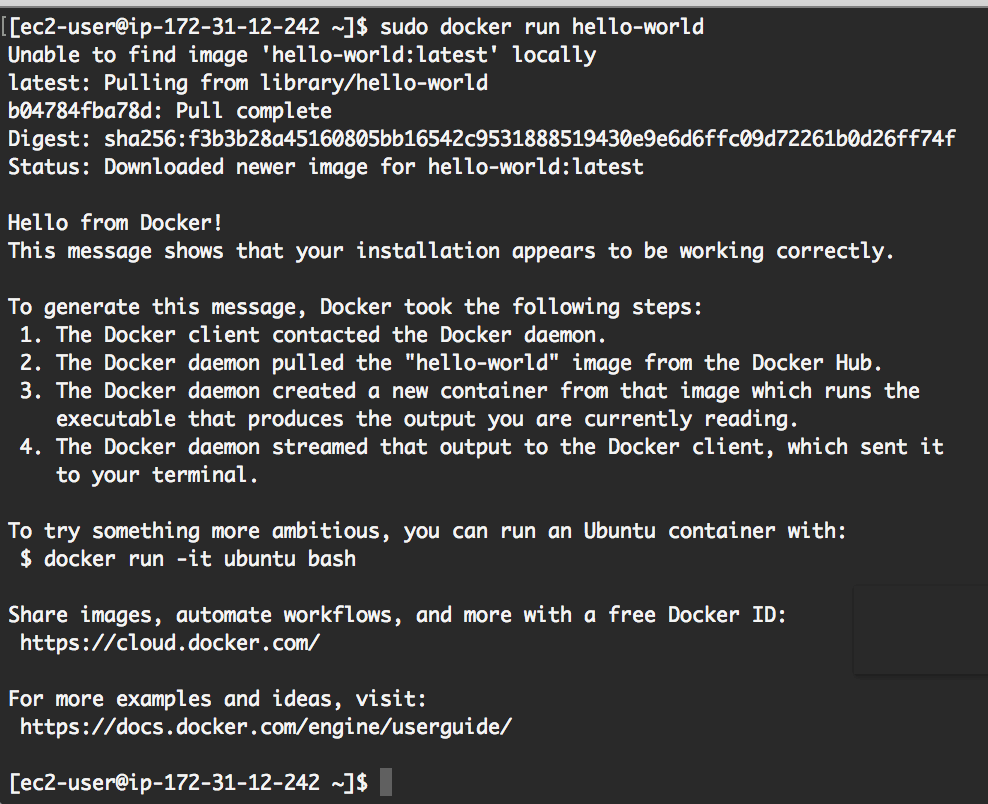 [[ec2-user@ip-172-31-12-242 ~]$ sudo docker run hello-world
Unable to find image 'hello-world:latest' locally
latest: Pulling from library/hello-world
b04784fba78d: Pull complete
Digest: sha256:f3b3b28a45160805bb16542c9531888519430e9e6d6ffc09d72261b0d26ff74f
Status: Downloaded newer image for hello-world:latest

Hello from Docker!
This message shows that your installation appears to be working correctly.

To generate this message, Docker took the following steps:
 1. The Docker client contacted the Docker daemon.
 2. The Docker daemon pulled the "hello-world" image from the Docker Hub.
 3. The Docker daemon created a new container from that image which runs the
    executable that produces the output you are currently reading.
 4. The Docker daemon streamed that output to the Docker client, which sent it
    to your terminal.

To try something more ambitious, you can run an Ubuntu container with:
 $ docker run -it ubuntu bash

Share images, automate workflows, and more with a free Docker ID:
 https://cloud.docker.com/

For more examples and ideas, visit:
 https://docs.docker.com/engine/userguide/

[ec2-user@ip-172-31-12-242 ~]$